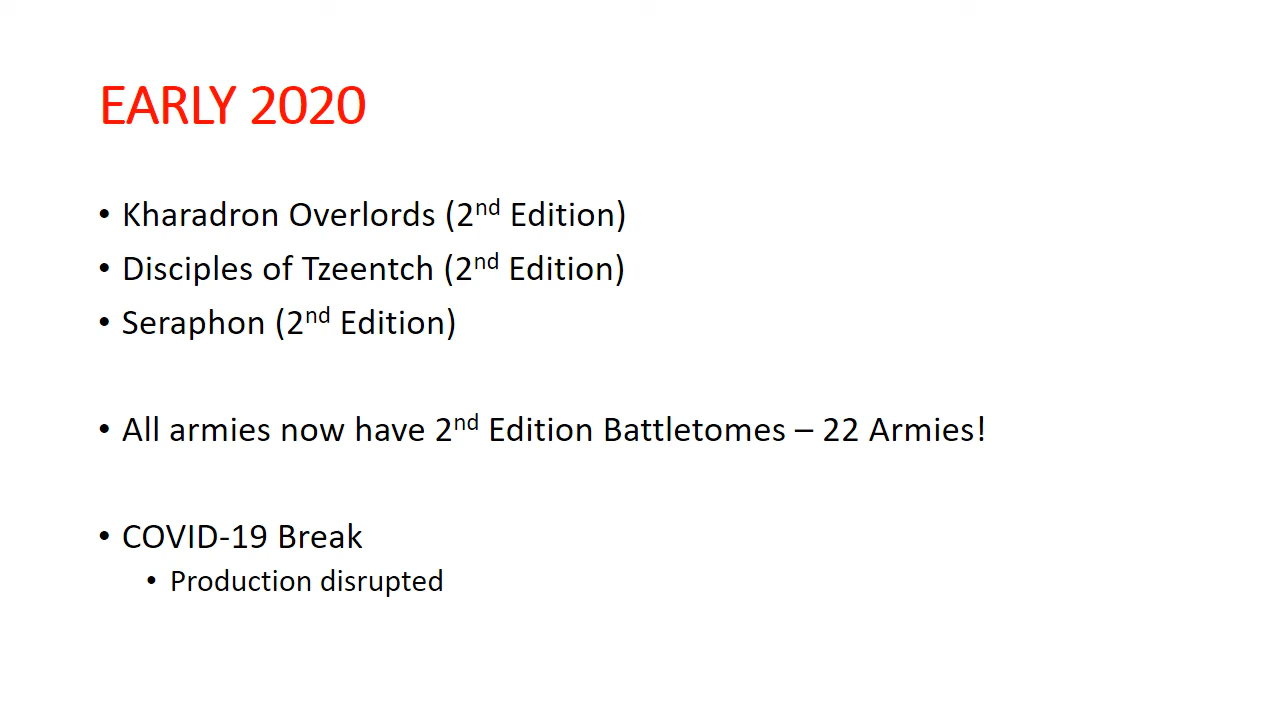 EARLY 2020
• Kharadron Overlords (2nd Edition)
• Disciples of Tzeentch (2nd Edition)
• Seraphon (2nd Edition)
• All armies now have 2nd Edition Battletomes – 22 Armies!
• COVID-19 Break
• Production disrupted